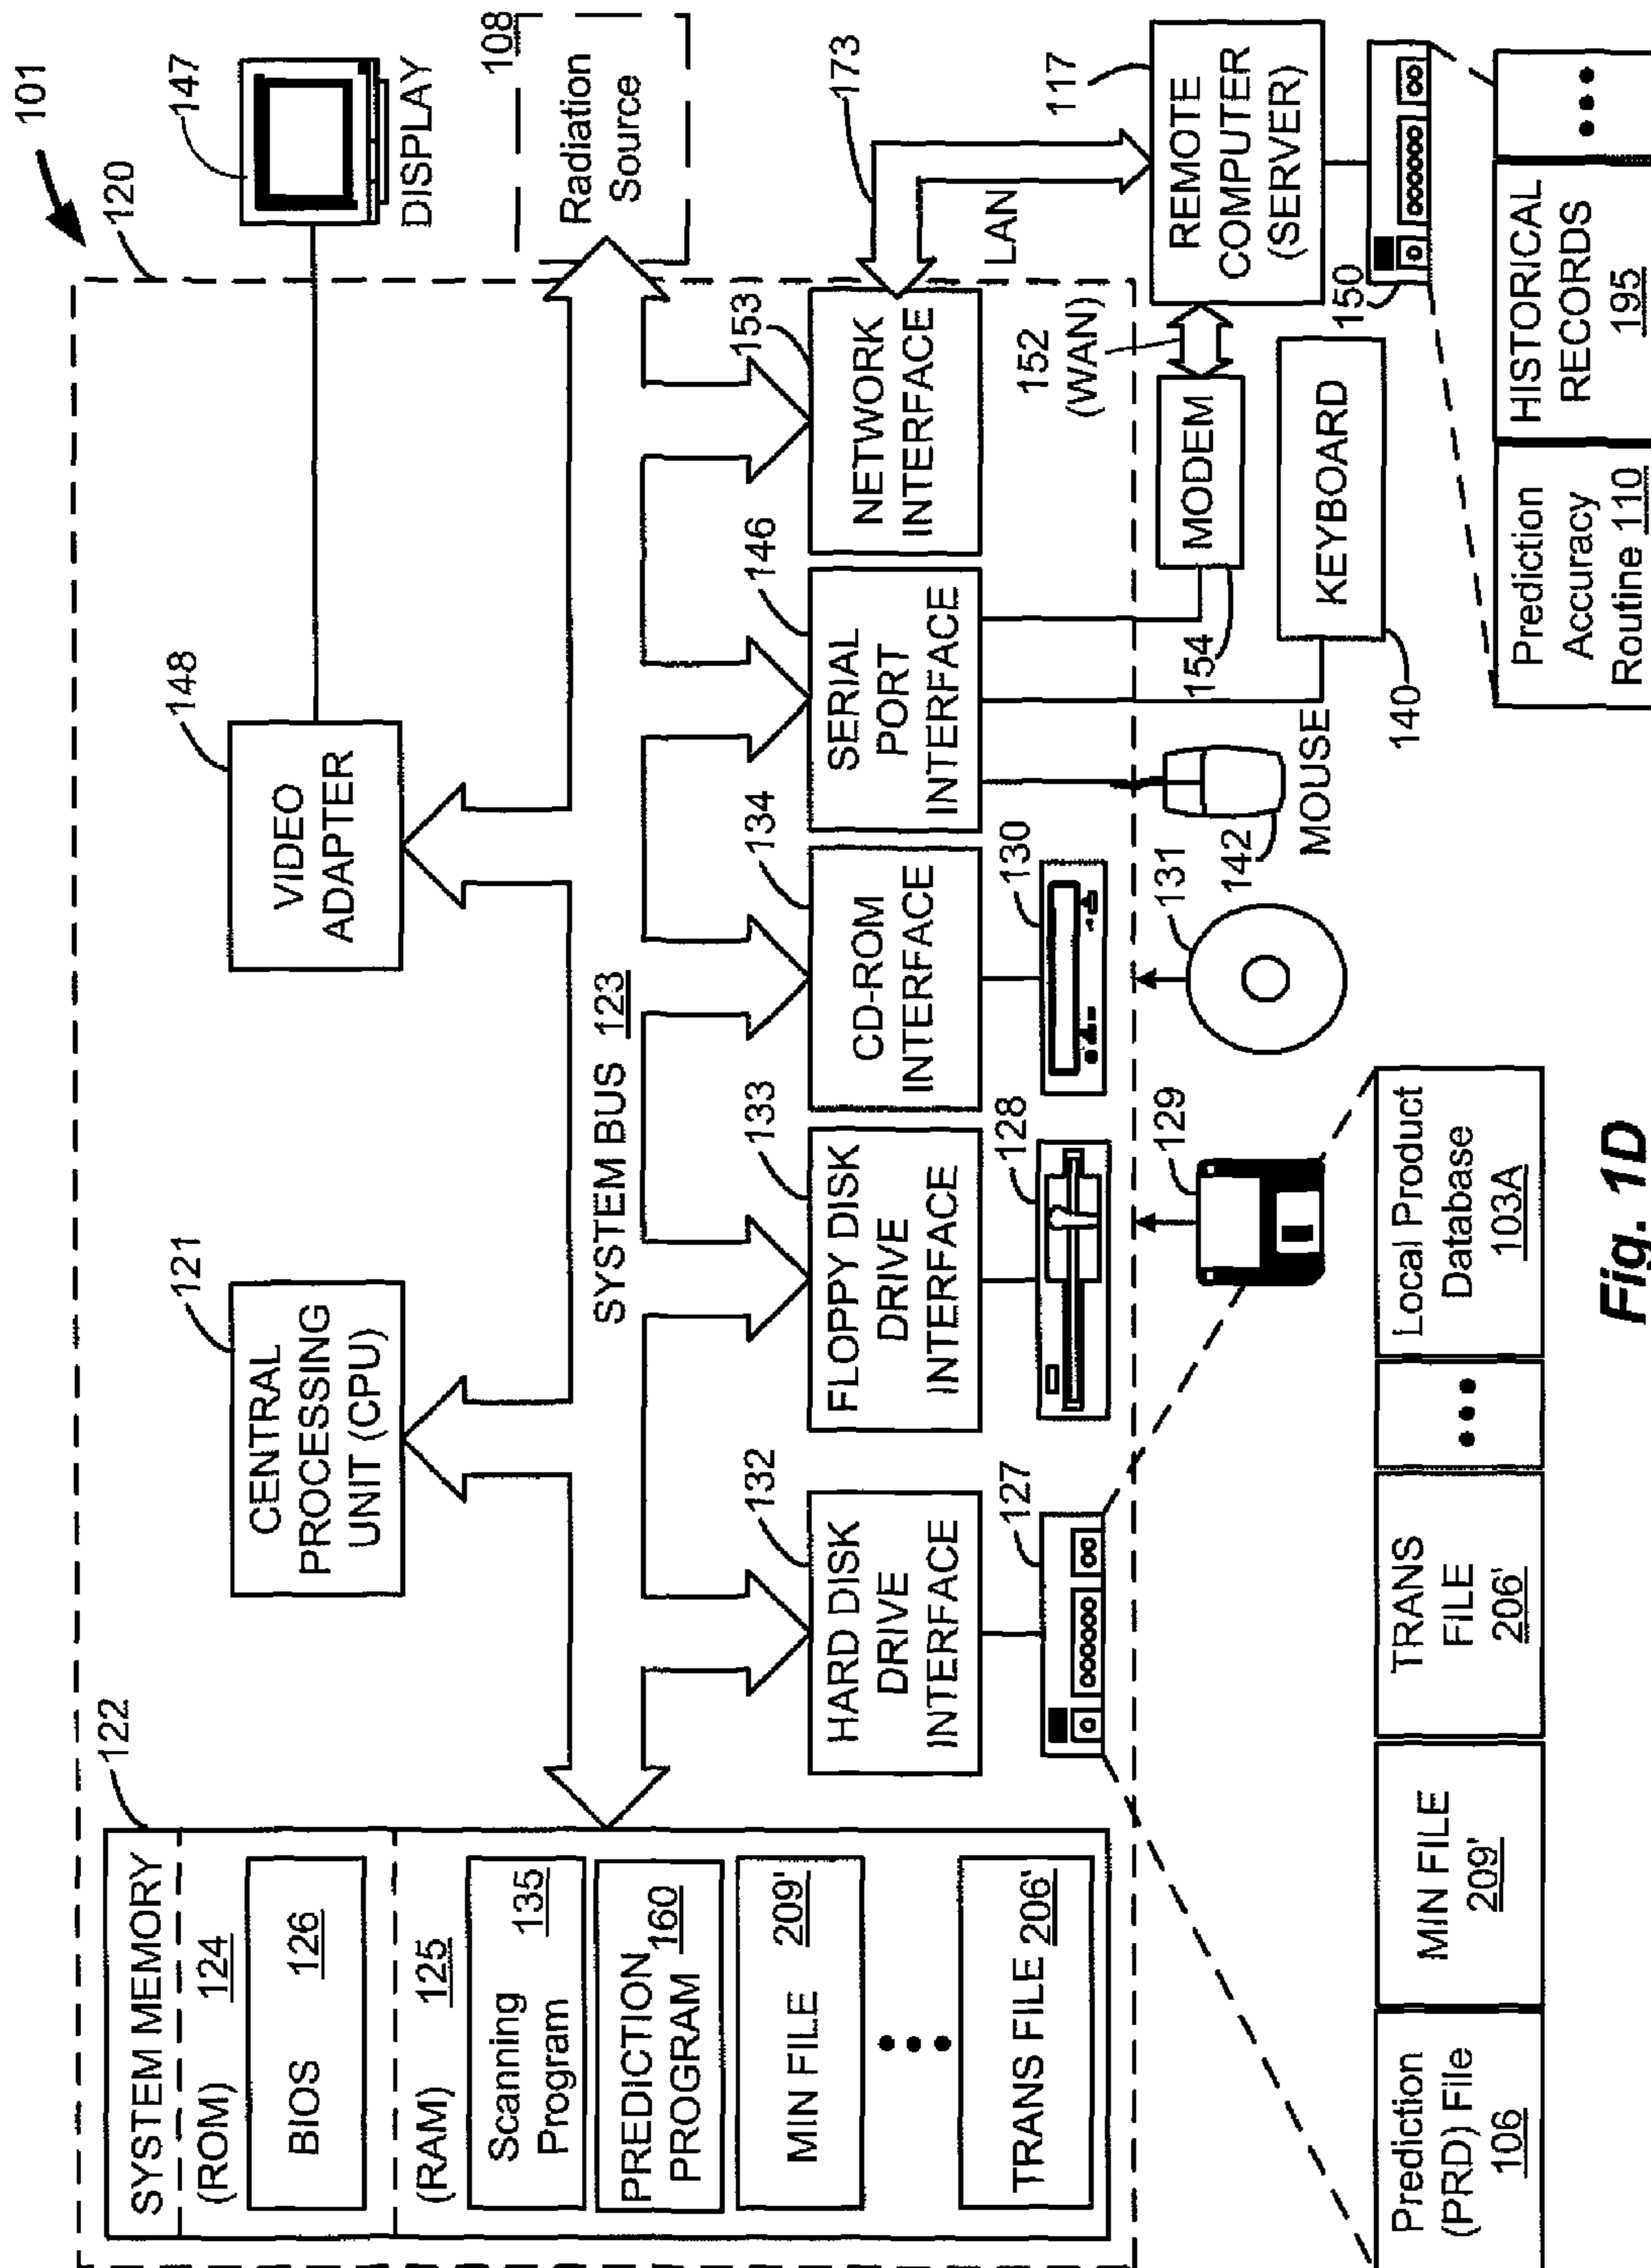 101
120
122
SYSTEM MEMORY
(ROM) 124
BIOS 126
(RAM) 125
Scanning
Program 135
PREDICTION
PROGRAM 160
MIN FILE 209'
•••
TRANS FILE 206'
121
CENTRAL
PROCESSING
UNIT (CPU)
148
VIDEO
ADAPTER
147
DISPLAY
108
Radiation
Source
SYSTEM BUS 123
132
HARD DISK
DRIVE
INTERFACE
133
FLOPPY DISK
DRIVE
INTERFACE
134
CD-ROM
INTERFACE
146
SERIAL
PORT
INTERFACE
153
NETWORK
INTERFACE
173
LAN
127
128
130
129
131
142
MOUSE
154
MODEM
152
(WAN)
117
REMOTE
COMPUTER
(SERVER)
KEYBOARD
140
150
Prediction
(PRD) File
106
MIN FILE
209'
TRANS
FILE
206'
•••
Local Product
Database
103A
Prediction
Accuracy
Routine 110
HISTORICAL
RECORDS
195
•••
Fig. 1D